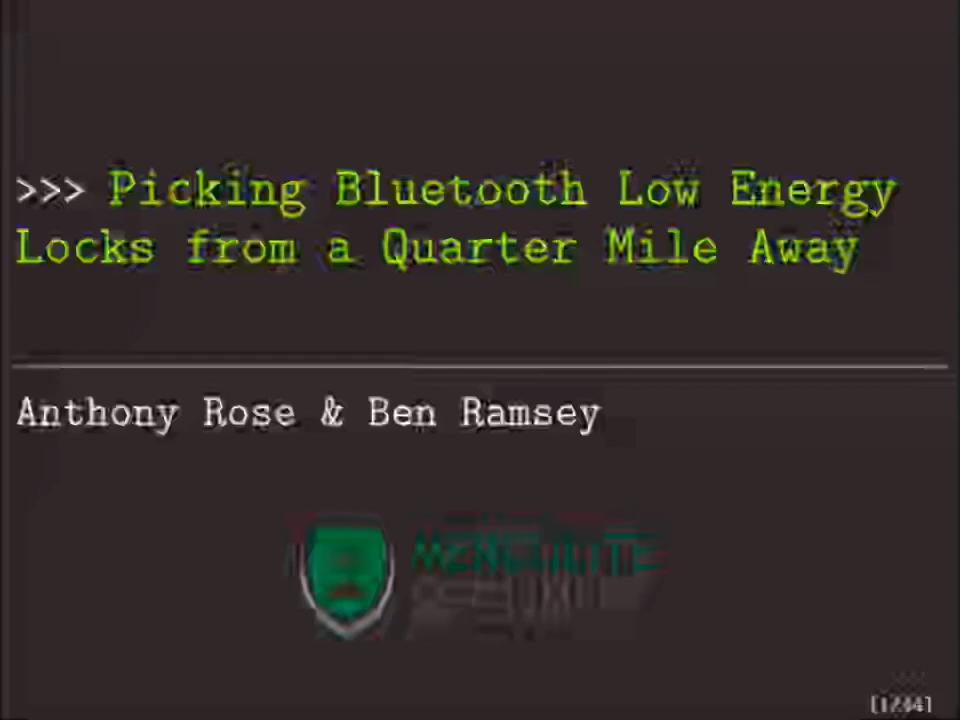 >>> Picking Bluetooth Low Energy
Locks from a Quarter Mile Away
Anthony Rose & Ben Ramsey